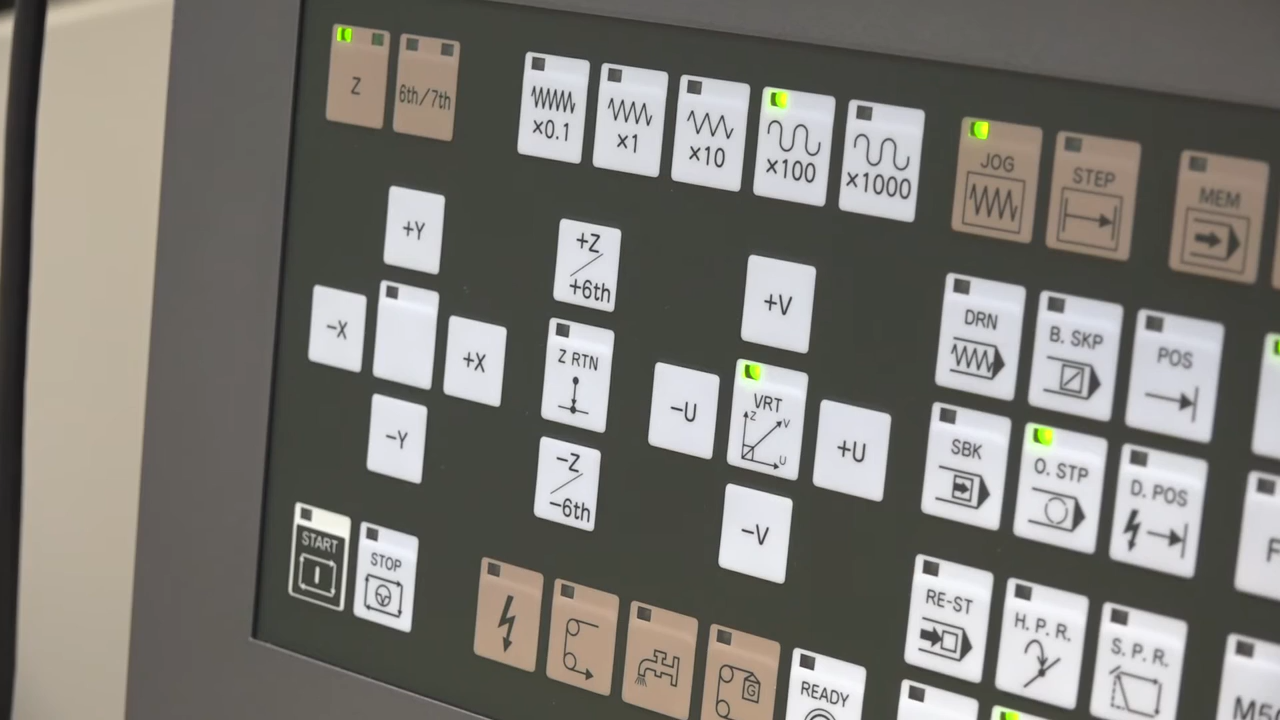 Z
6th/7th
×0.1
×1
×10
×100
×1000
JOG
STEP
MEM
+Y
−X
+X
−Y
+Z
+6th
Z RTN
−Z
−6th
+V
−U
VRT
Z
V
U
+U
−V
DRN
B. SKP
POS
SBK
O. STP
D. POS
START
STOP
G
READY
RE-ST
H. P. R.
S. P. R.